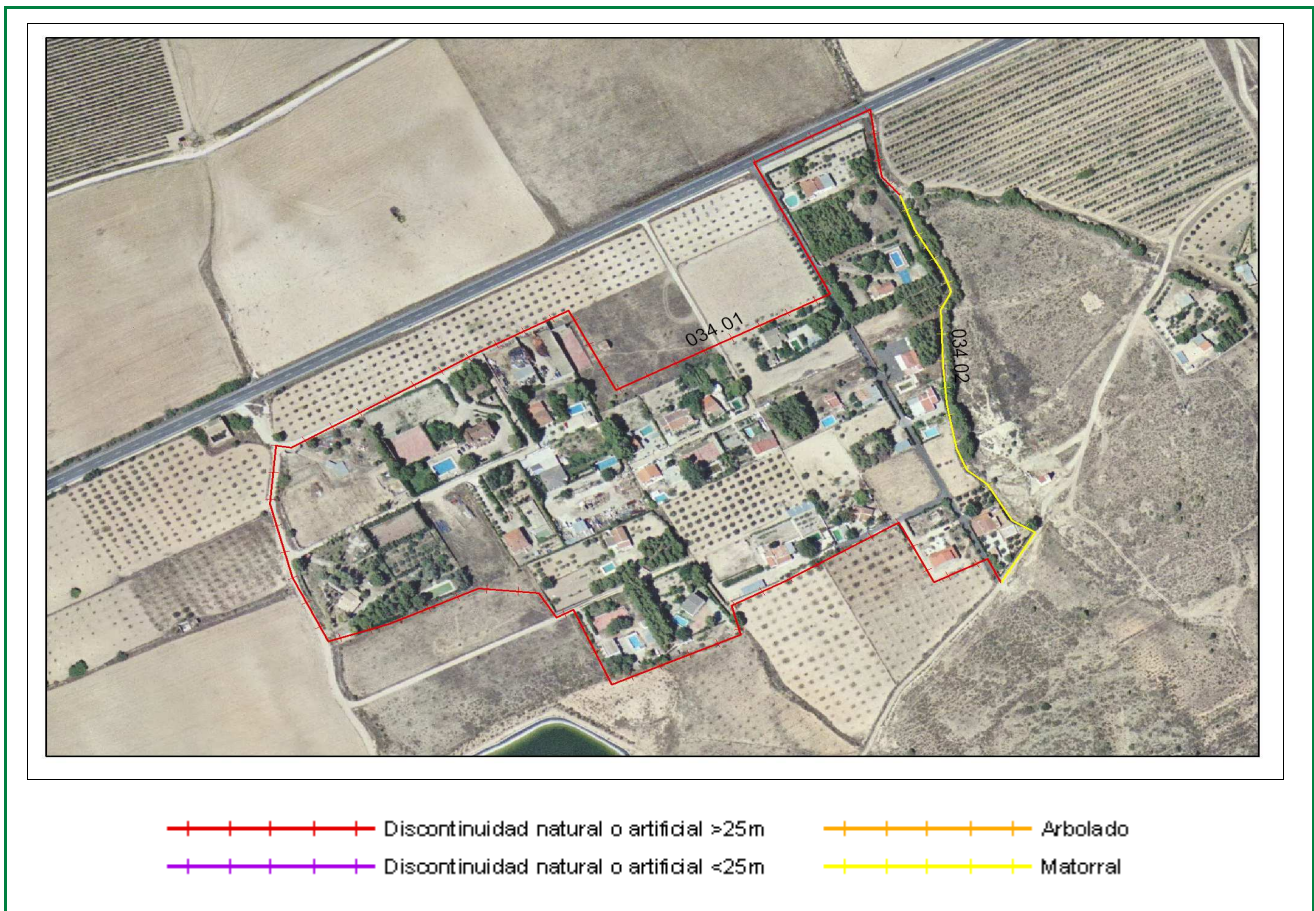 034.01
034.02
Discontinuidad natural o artificial >25m
Arbolado
Discontinuidad natural o artificial <25m
Matorral